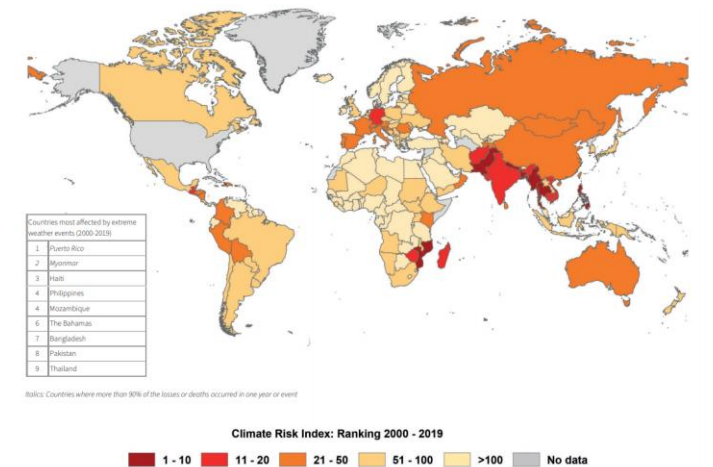 Countries most affected by extreme
weather events (2000-2019)
1 Puerto Rico
2 Myanmar
3 Haiti
4 Philippines
4 Mozambique
6 The Bahamas
7 Bangladesh
8 Pakistan
9 Thailand
Italics: Countries where more than 90% of the losses or deaths occurred in one year or event
Climate Risk Index: Ranking 2000 - 2019
1 - 10 11 - 20 21 - 50 51 - 100 >100 No data